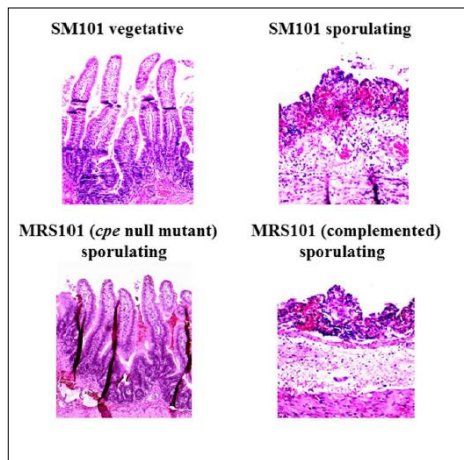 SM101 vegetative
SM101 sporulating
MRS101 (cpe null mutant)
sporulating
MRS101 (complemented)
sporulating